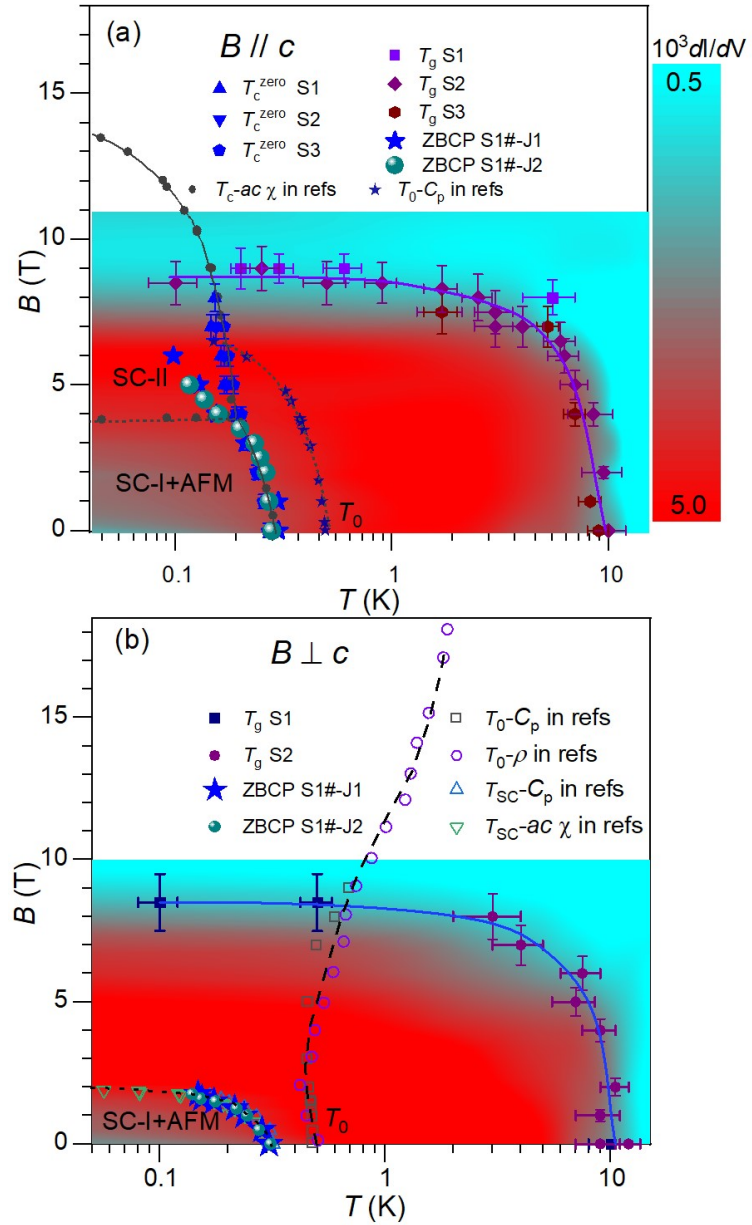 (a)
B // c
T_c^zero S1
T_c^zero S2
T_c^zero S3
T_c-ac χ in refs
T_g S1
T_g S2
T_g S3
ZBCP S1#-J1
ZBCP S1#-J2
T_0-C_p in refs
10³dI/dV
0.5
5.0
15
10
5
0
B (T)
SC-II
SC-I+AFM
T_0
0.1
1
10
T (K)
(b)
B ⊥ c
T_g S1
T_g S2
ZBCP S1#-J1
ZBCP S1#-J2
T_0-C_p in refs
T_0-ρ in refs
T_SC-C_p in refs
T_SC-ac χ in refs
15
10
5
0
B (T)
SC-I+AFM
T_0
0.1
1
10
T (K)